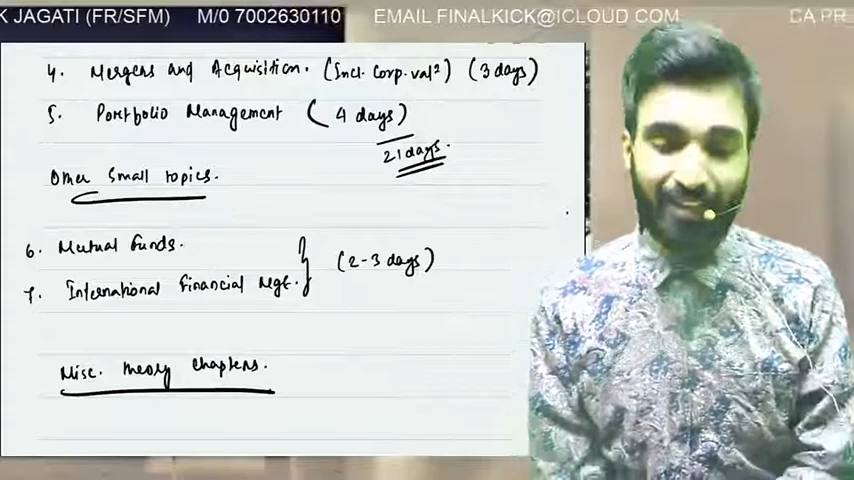 K JAGATI (FR/SFM) M/0 7002630110 EMAIL FINALKICK@ICLOUD COM CA PR
4. Mergers and Acquisition. (Incl. Corp. valⁿ) (3 days)
5. Portfolio Management (4 days)
21 days.
Other Small topics.
6. Mutual funds.
7. International financial Mgt.
(2-3 days)
Misc. theory chapters.